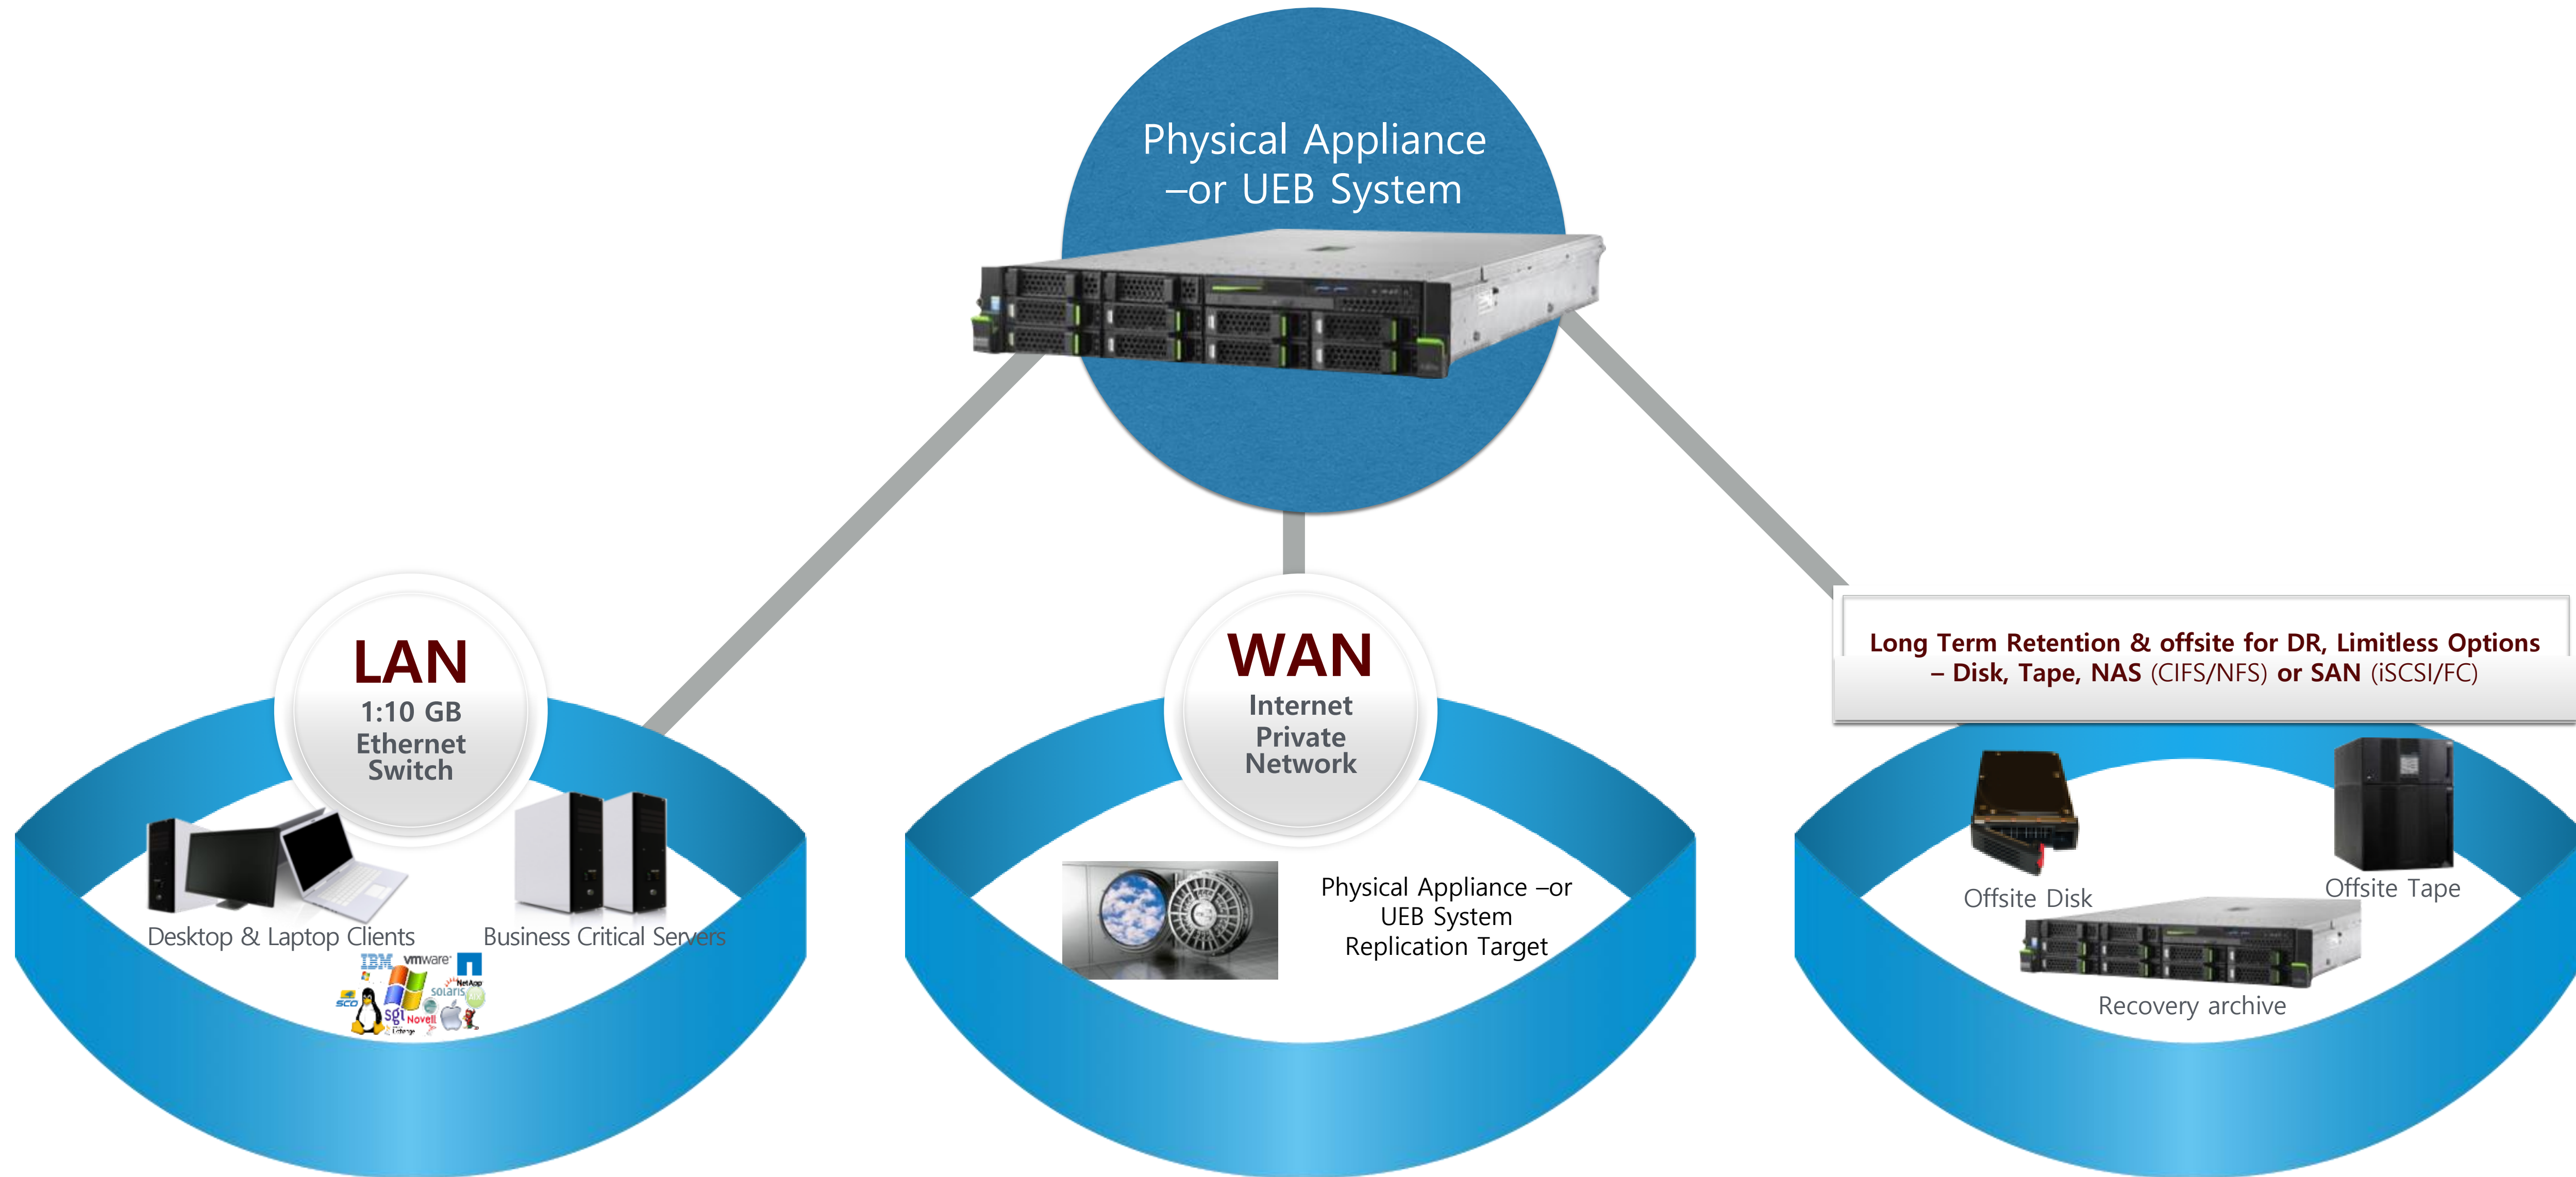 Physical Appliance
–or UEB System
LAN
1:10 GB
Ethernet
Switch
Desktop & Laptop Clients
Business Critical Servers
IBM
vmware
NetApp
solaris
AIX
SCO
sgi
Novell
Exchange
WAN
Internet
Private
Network
Physical Appliance –or
UEB System
Replication Target
Long Term Retention & offsite for DR, Limitless Options
– Disk, Tape, NAS (CIFS/NFS) or SAN (iSCSI/FC)
Offsite Disk
Offsite Tape
Recovery archive